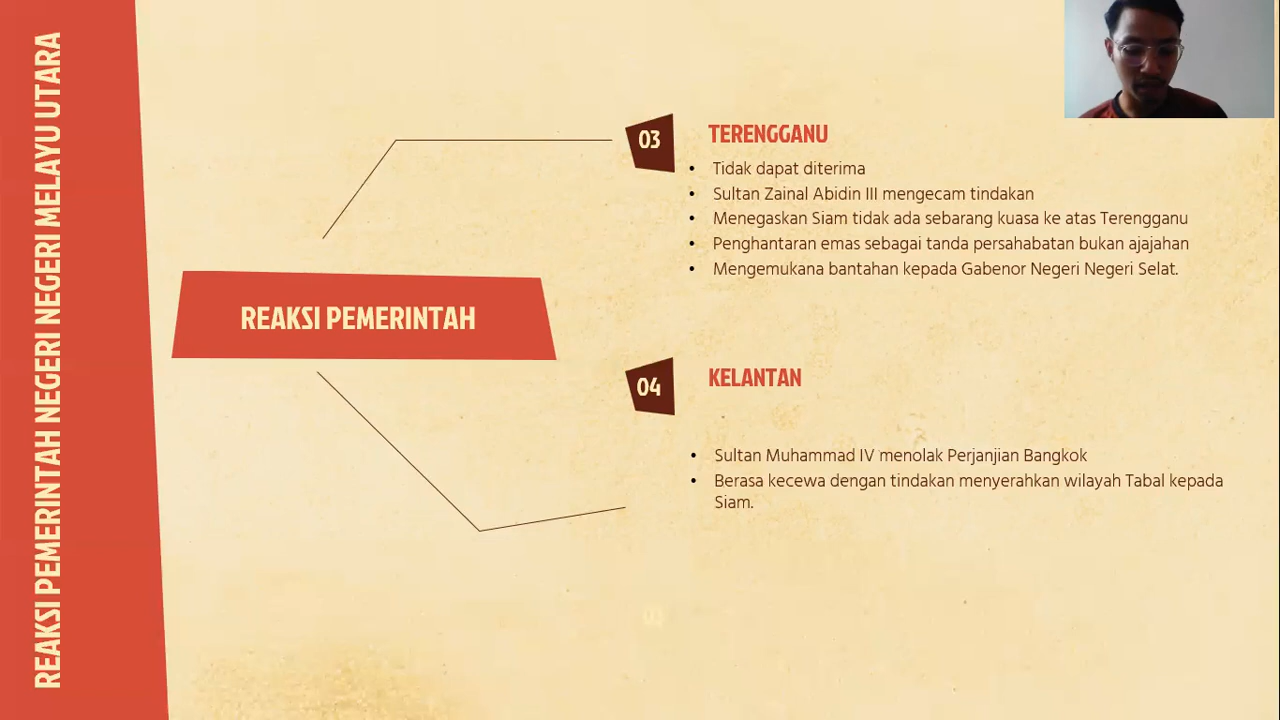 REAKSI PEMERINTAH NEGERI NEGERI MELAYU UTARA
REAKSI PEMERINTAH
03
TERENGGANU
• Tidak dapat diterima
• Sultan Zainal Abidin III mengecam tindakan
• Menegaskan Siam tidak ada sebarang kuasa ke atas Terengganu
• Penghantaran emas sebagai tanda persahabatan bukan ajajahan
• Mengemukana bantahan kepada Gabenor Negeri Negeri Selat.
04
KELANTAN
• Sultan Muhammad IV menolak Perjanjian Bangkok
• Berasa kecewa dengan tindakan menyerahkan wilayah Tabal kepada
Siam.